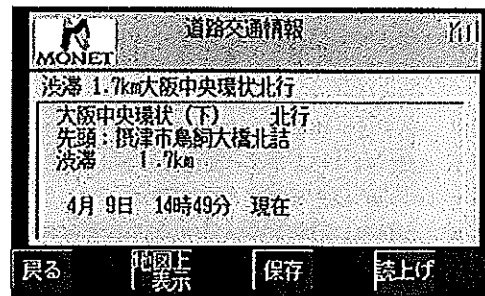 MONET
道路交通情報
渋滞 1.7km大阪中央環状北行
大阪中央環状(下) 北行
先頭:摂津市鳥飼大橋北詰
渋滞 1.7km
4月 9日 14時49分 現在
戻る
地図上
表示
保存
読上げ